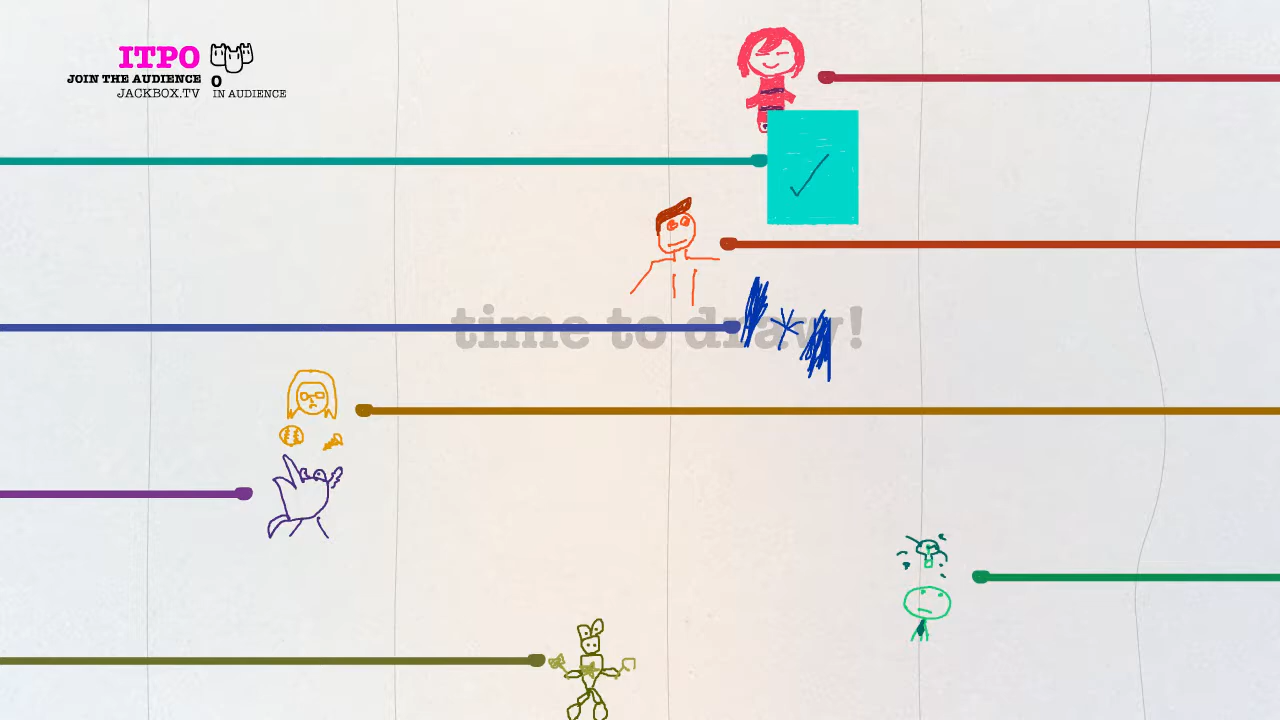 ITPO
JOIN THE AUDIENCE
JACKBOX.TV
0
IN AUDIENCE
time to draw!